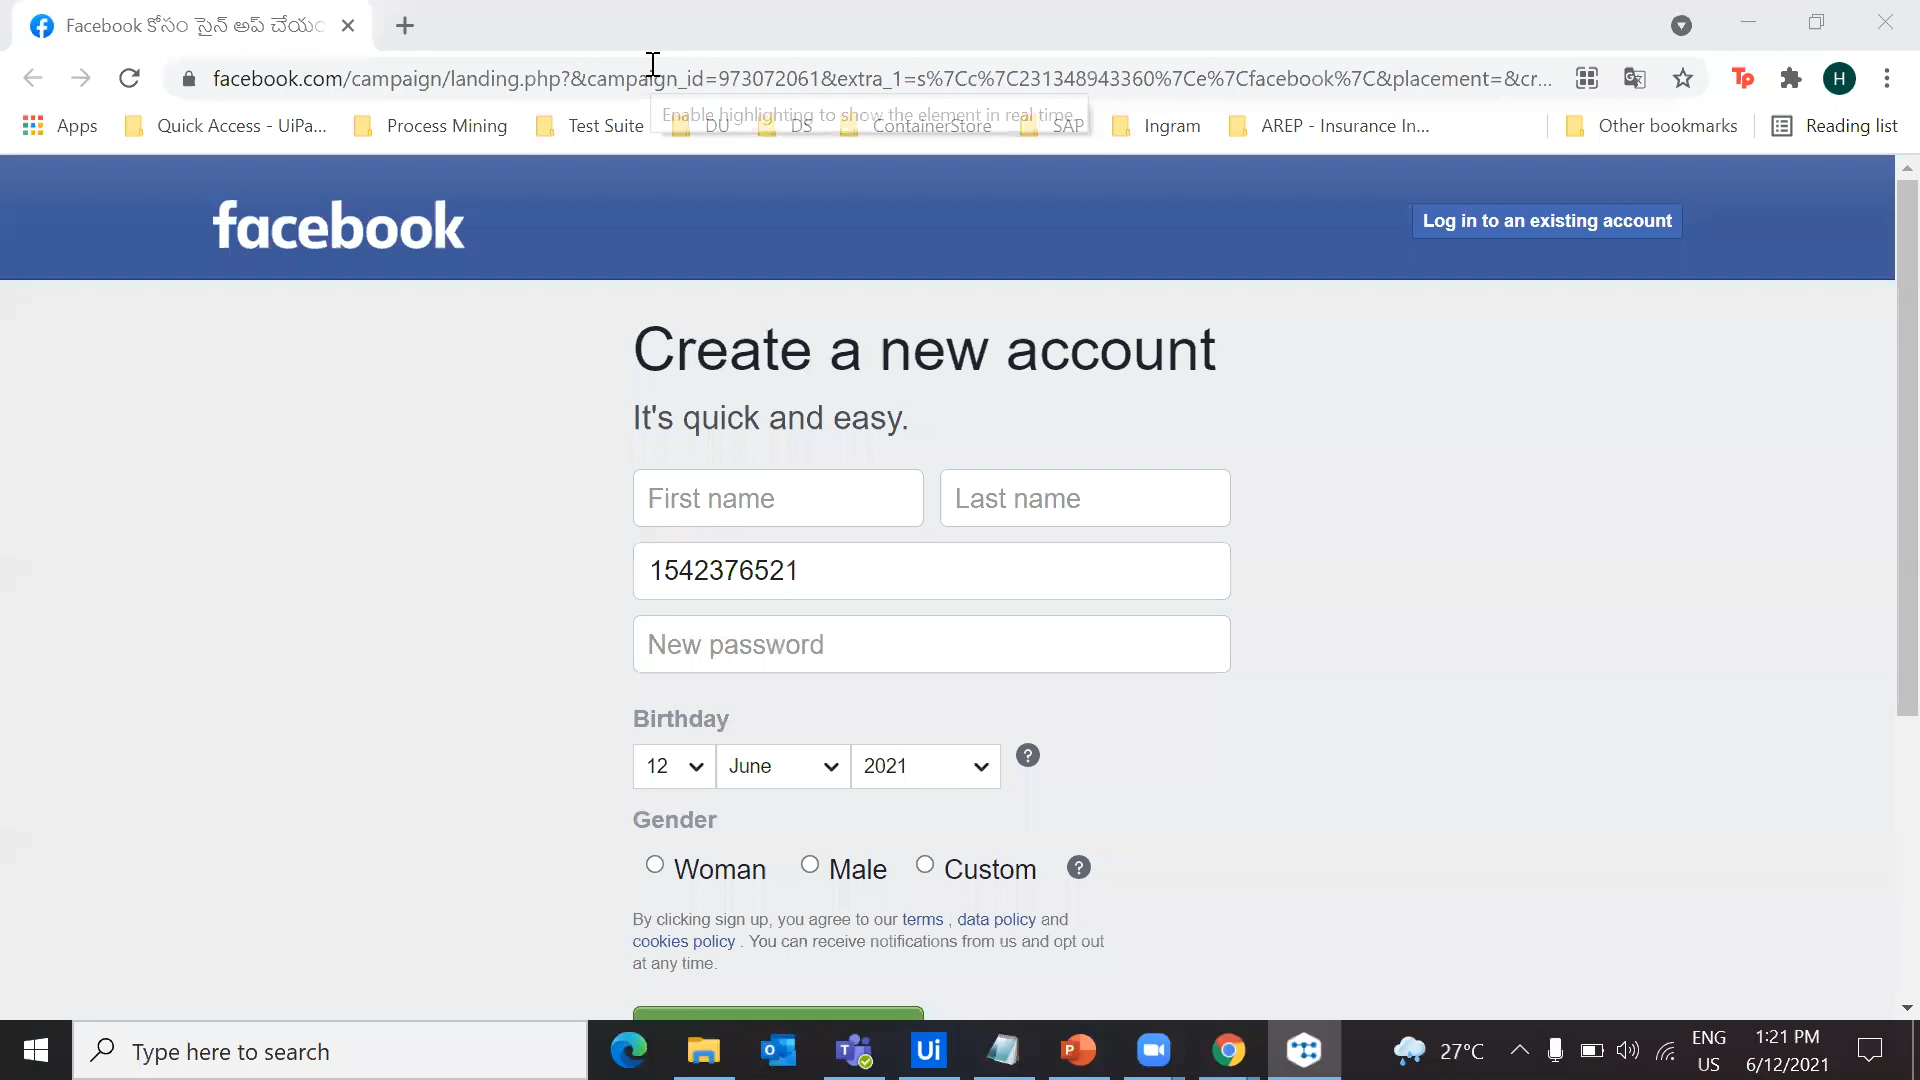 Facebook కోసం సైన్ అప్ చేయం
facebook.com/campaign/landing.php?&campaign_id=973072061&extra_1=s%7Cc%7C231348943360%7Ce%7Cfacebook%7C&placement=&cr...
Tp
H
Enable highlighting to show the element in real time.
Apps
Quick Access - UiPa...
Process Mining
Test Suite
DU
DS
ContainerStore
SAP
Ingram
AREP - Insurance In...
Other bookmarks
Reading list
facebook
Log in to an existing account
Create a new account
It's quick and easy.
First name
Last name
1542376521
New password
Birthday
12
June
2021
?
Gender
Woman
Male
Custom
?
By clicking sign up, you agree to our terms , data policy and
cookies policy . You can receive notifications from us and opt out
at any time.
Type here to search
Ui
27°C
ENG
US
1:21 PM
6/12/2021